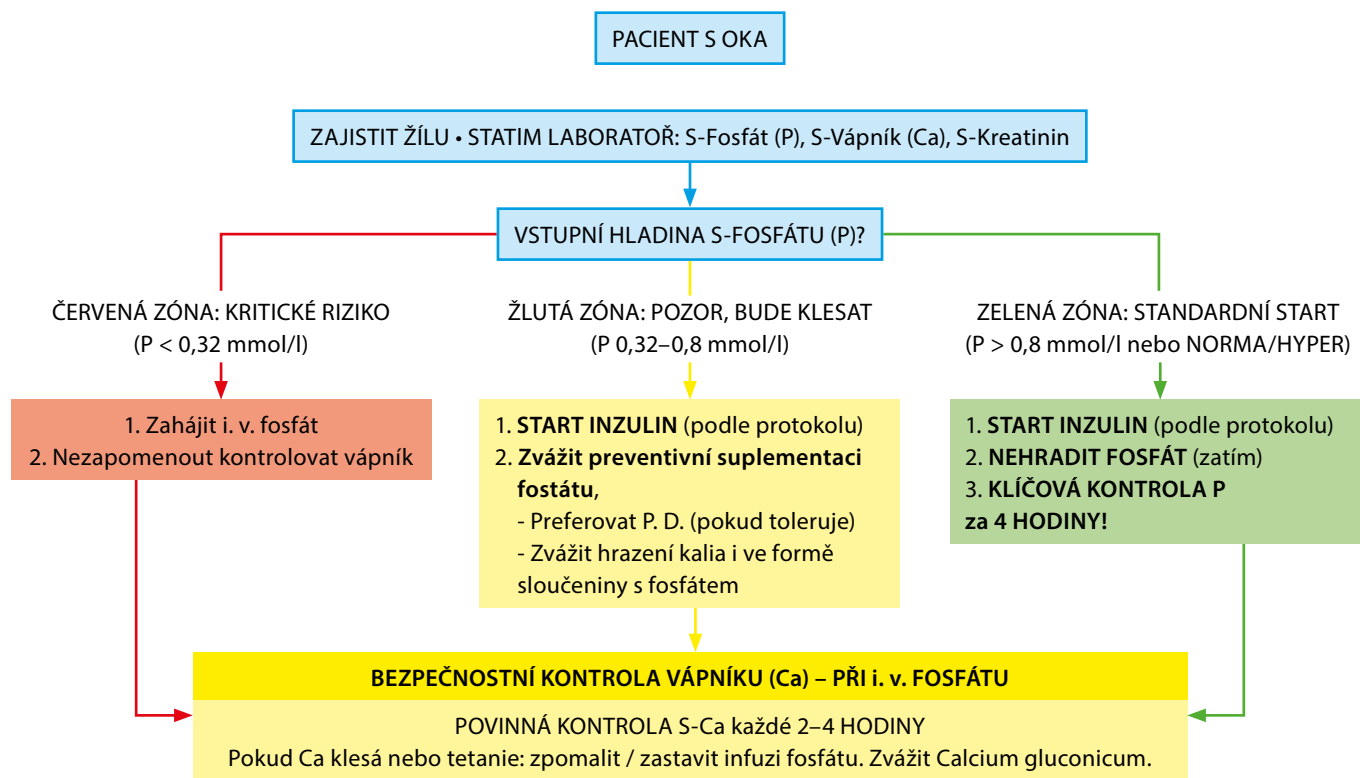 PACIENT S OKA
ZAJISTIT ŽÍLU • STATIM LABORATOŘ: S-Fosfát (P), S-Vápník (Ca), S-Kreatinin
VSTUPNÍ HLADINA S-FOSFÁTU (P)?
ČERVENÁ ZÓNA: KRITICKÉ RIZIKO
(P < 0,32 mmol/l)
1. Zahájit i. v. fosfát
2. Nezapomenout kontrolovat vápník
ŽLUTÁ ZÓNA: POZOR, BUDE KLESAT
(P 0,32–0,8 mmol/l)
1. START INZULIN (podle protokolu)
2. Zvážit preventivní suplementaci
fostátu,
- Preferovat P. D. (pokud toleruje)
- Zvážit hrazení kalia i ve formě
sloučeniny s fosfátem
ZELENÁ ZÓNA: STANDARDNÍ START
(P > 0,8 mmol/l nebo NORMA/HYPER)
1. START INZULIN (podle protokolu)
2. NEHRADIT FOSFÁT (zatím)
3. KLÍČOVÁ KONTROLA P
za 4 HODINY!
BEZPEČNOSTNÍ KONTROLA VÁPNÍKU (Ca) – PŘI i. v. FOSFÁTU
POVINNÁ KONTROLA S-Ca každé 2–4 HODINY
Pokud Ca klesá nebo tetanie: zpomalit / zastavit infuzi fosfátu. Zvážit Calcium gluconicum.